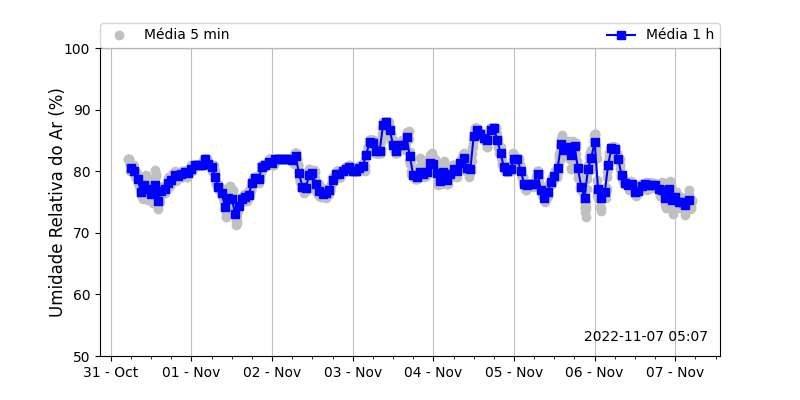 Média 5 min
Média 1 h
100
90
80
70
60
50
Umidade Relativa do Ar (%)
2022-11-07 05:07
31 - Oct
01 - Nov
02 - Nov
03 - Nov
04 - Nov
05 - Nov
06 - Nov
07 - Nov